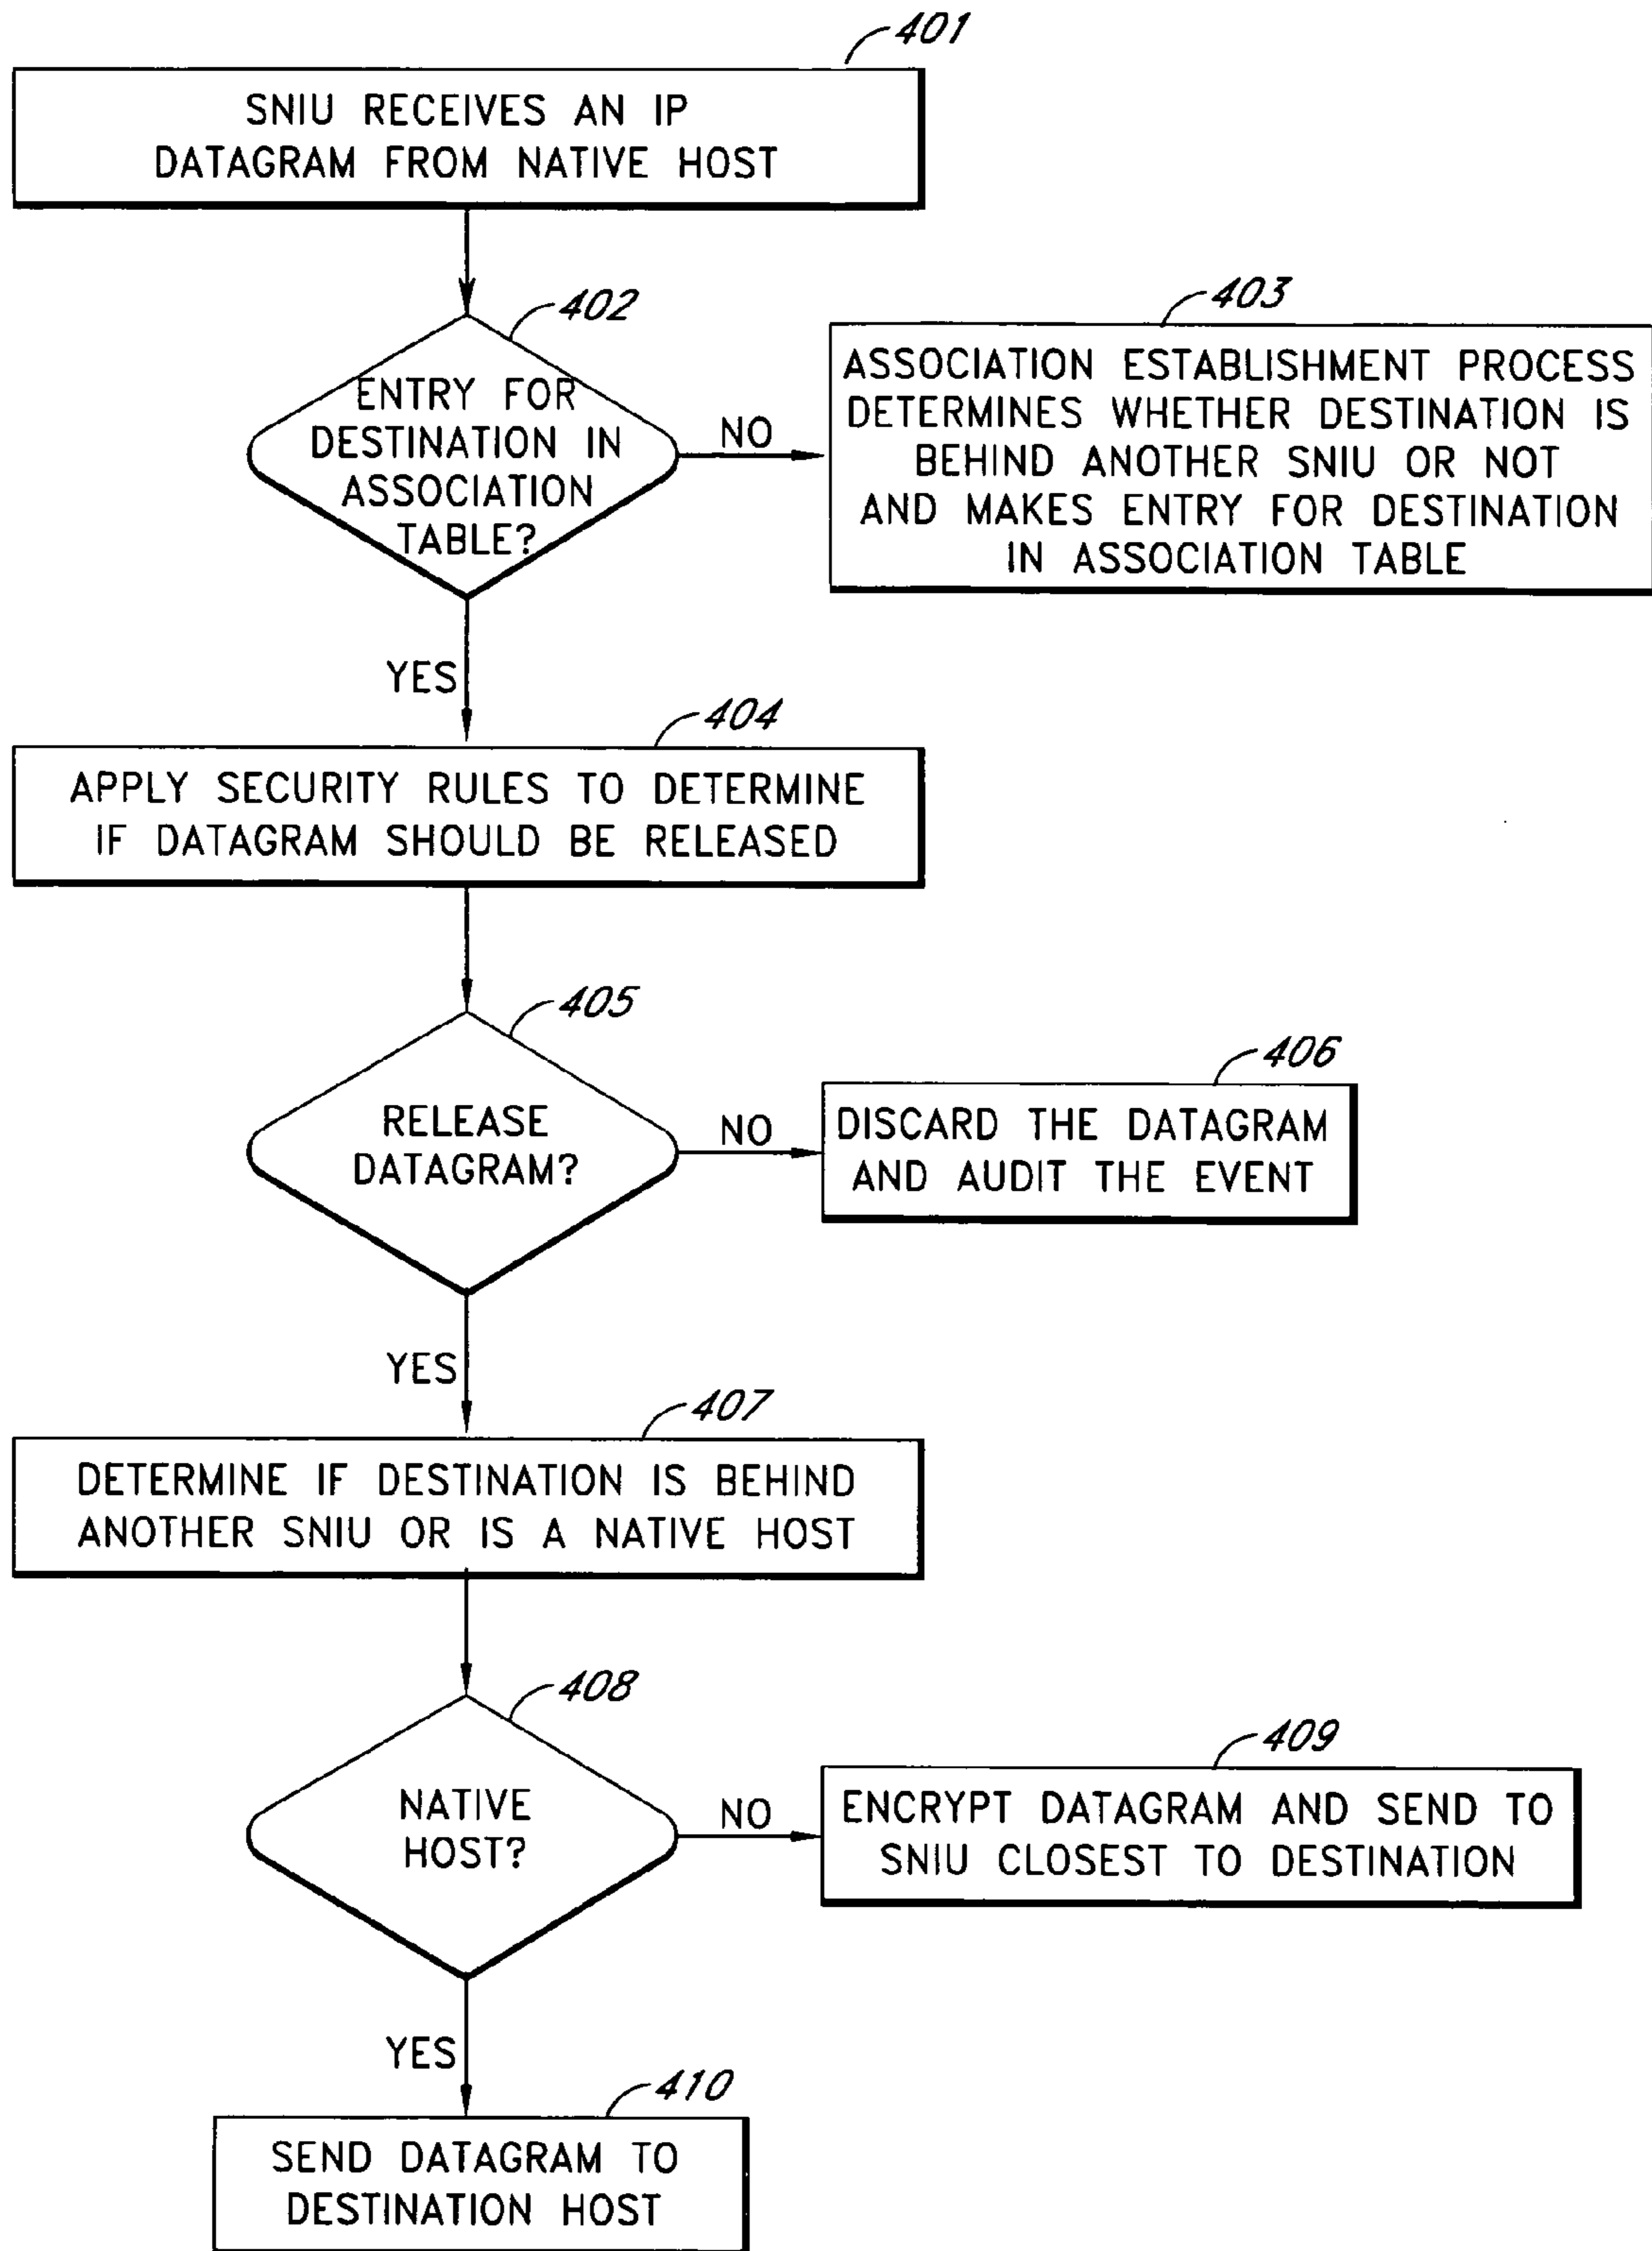 401
SNIU RECEIVES AN IP
DATAGRAM FROM NATIVE HOST
402
ENTRY FOR
DESTINATION IN
ASSOCIATION
TABLE?
NO
403
ASSOCIATION ESTABLISHMENT PROCESS
DETERMINES WHETHER DESTINATION IS
BEHIND ANOTHER SNIU OR NOT
AND MAKES ENTRY FOR DESTINATION
IN ASSOCIATION TABLE
YES
404
APPLY SECURITY RULES TO DETERMINE
IF DATAGRAM SHOULD BE RELEASED
405
RELEASE
DATAGRAM?
NO
406
DISCARD THE DATAGRAM
AND AUDIT THE EVENT
YES
407
DETERMINE IF DESTINATION IS BEHIND
ANOTHER SNIU OR IS A NATIVE HOST
408
NATIVE
HOST?
NO
409
ENCRYPT DATAGRAM AND SEND TO
SNIU CLOSEST TO DESTINATION
YES
410
SEND DATAGRAM TO
DESTINATION HOST